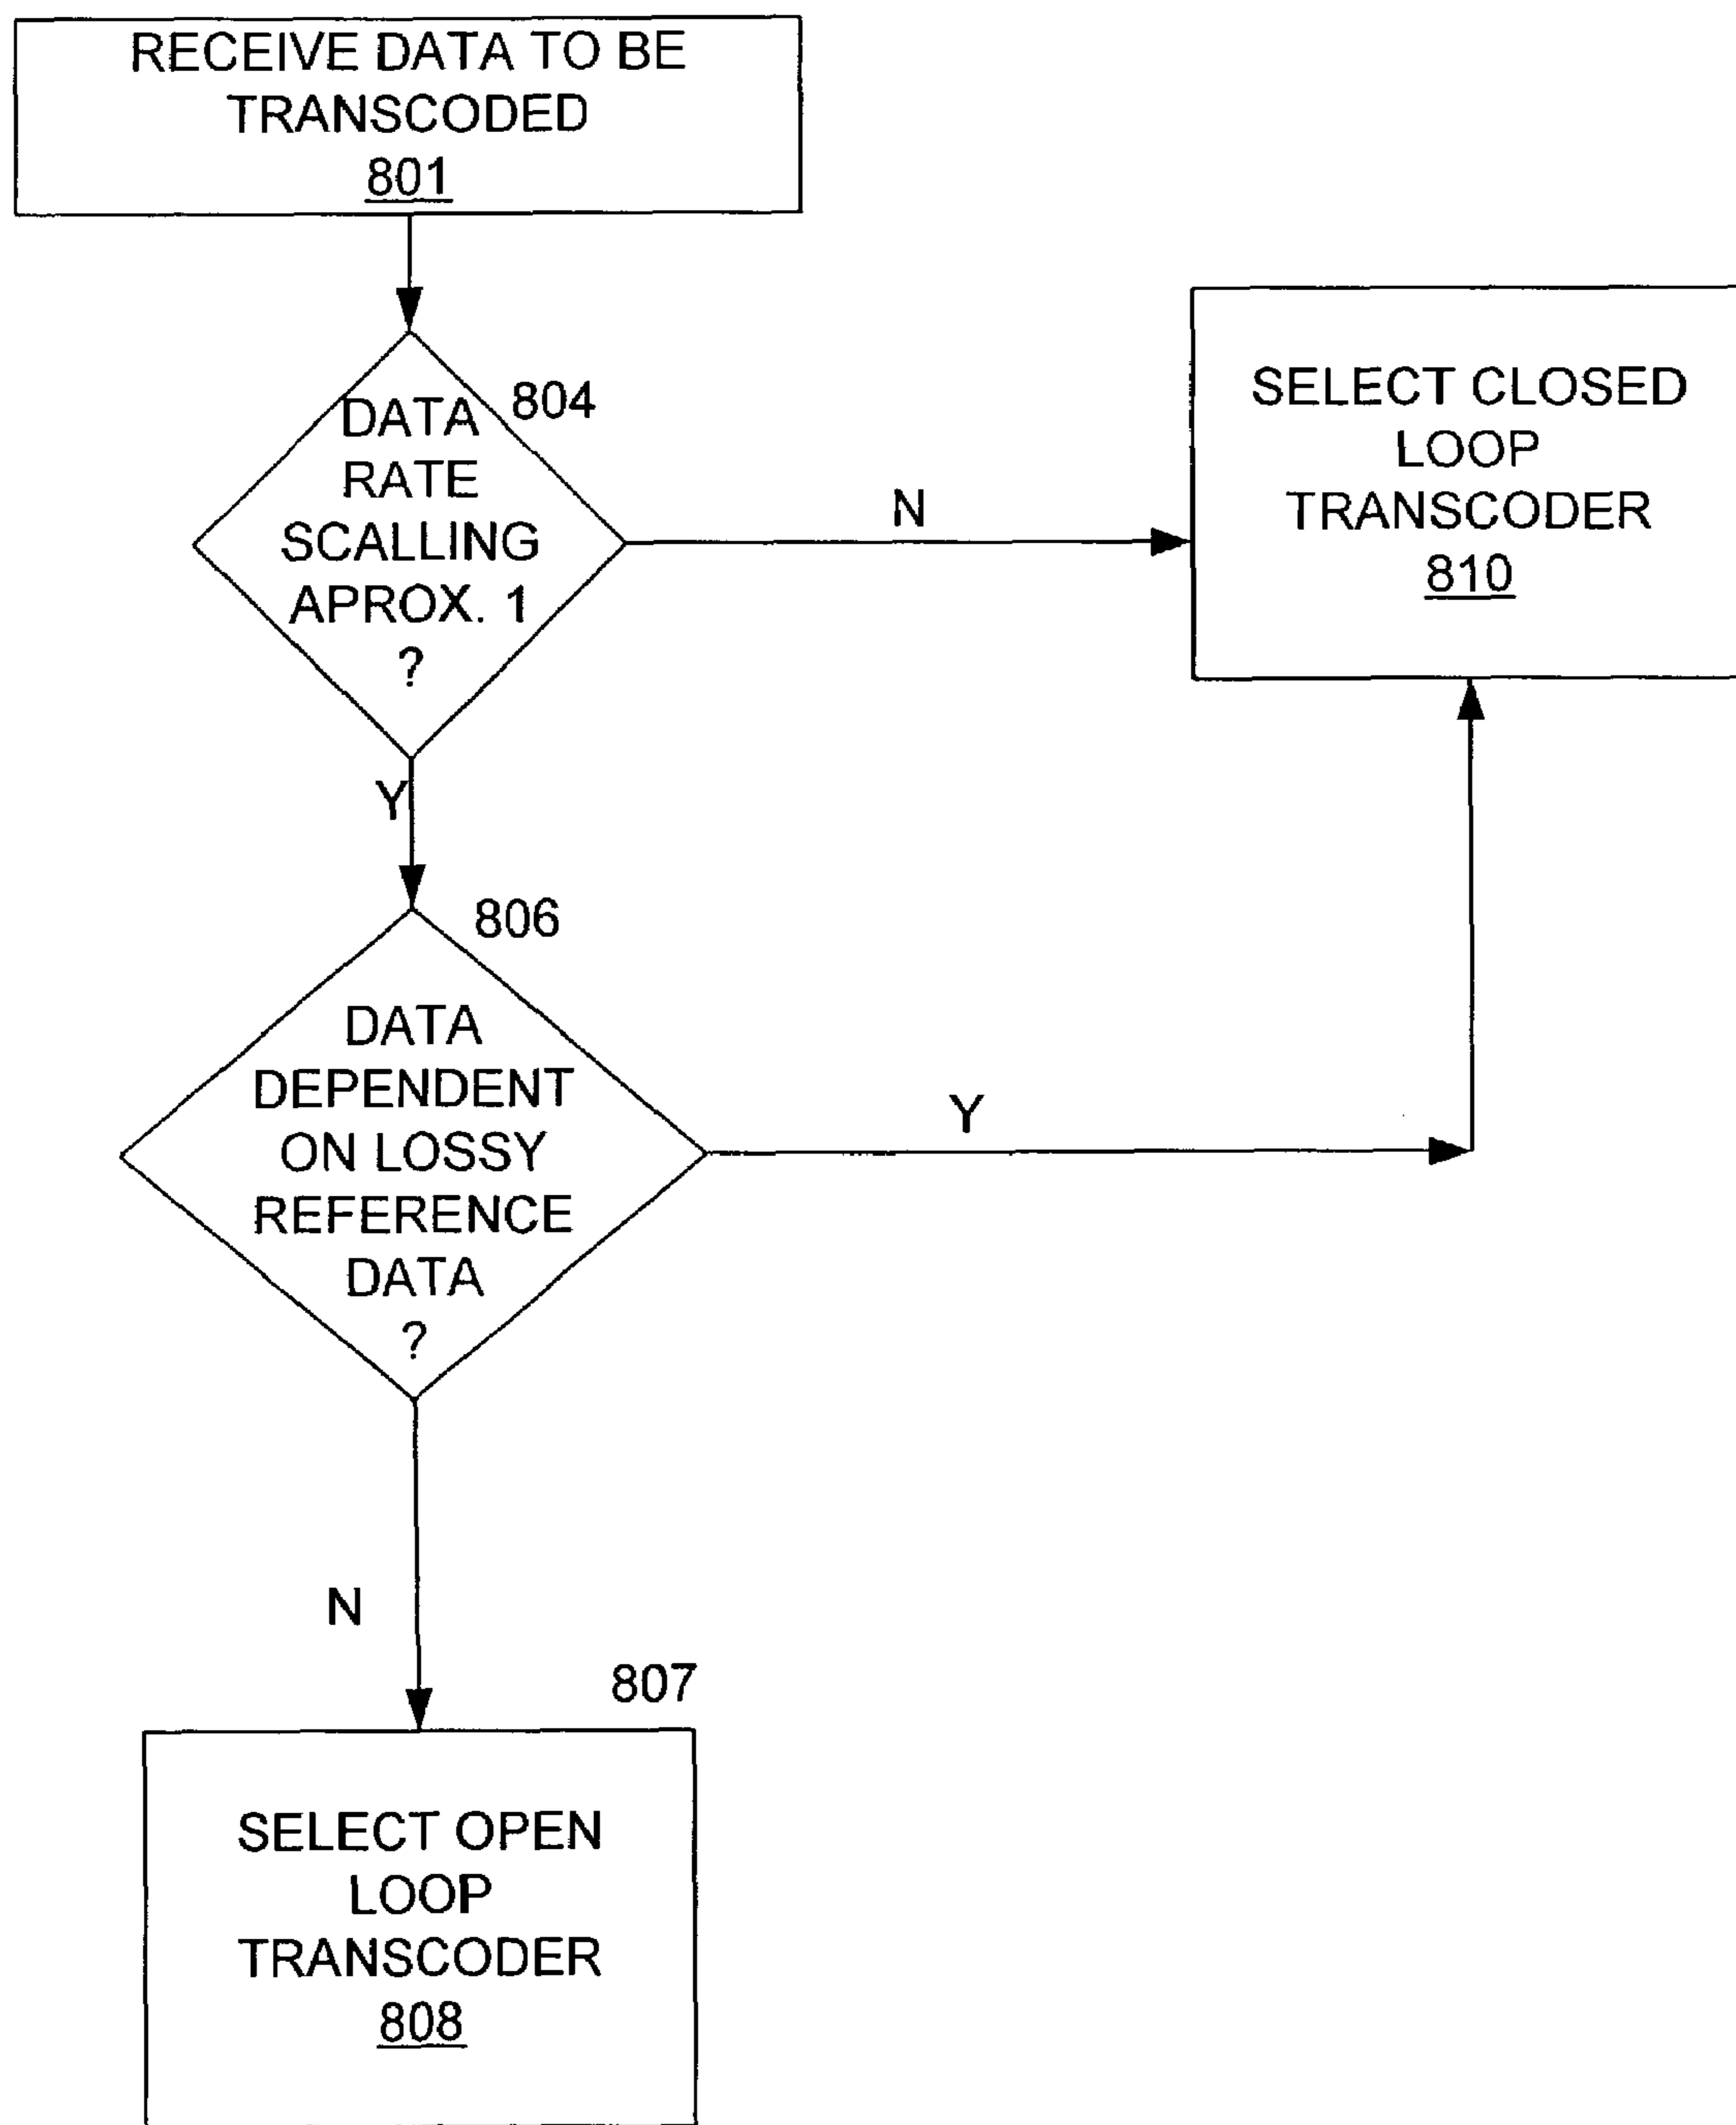 RECEIVE DATA TO BE
TRANSCODED
801
804
DATA
RATE
SCALLING
APROX. 1
?
N
SELECT CLOSED
LOOP
TRANSCODER
810
Y
806
DATA
DEPENDENT
ON LOSSY
REFERENCE
DATA
?
Y
N
807
SELECT OPEN
LOOP
TRANSCODER
808